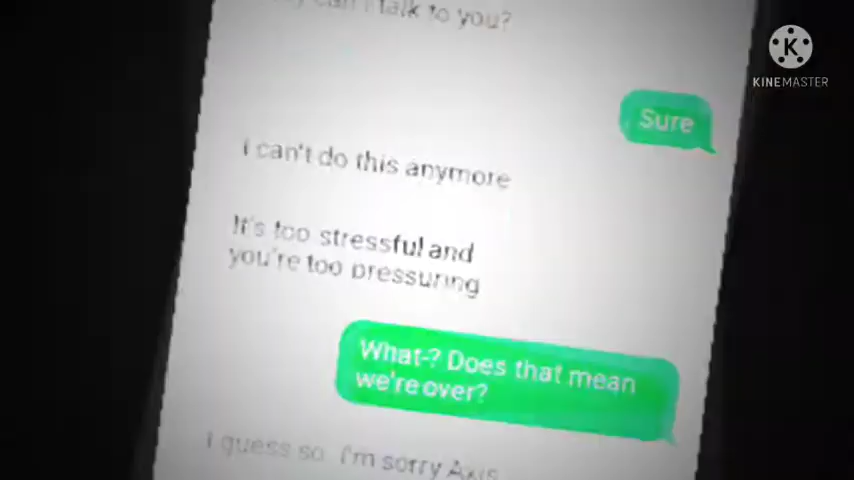 can I talk to you?
KINEMASTER
Sure
I can't do this anymore
It's too stressful and
you're too pressuring
What-? Does that mean
we're over?
I guess so I'm sorry Axis